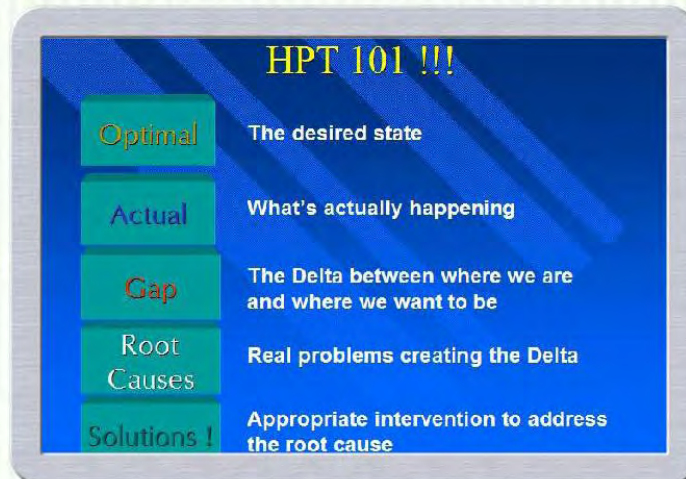 HPT 101 !!!
Optimal
The desired state
Actual
What's actually happening
Gap
The Delta between where we are
and where we want to be
Root
Causes
Real problems creating the Delta
Solutions !
Appropriate intervention to address
the root cause